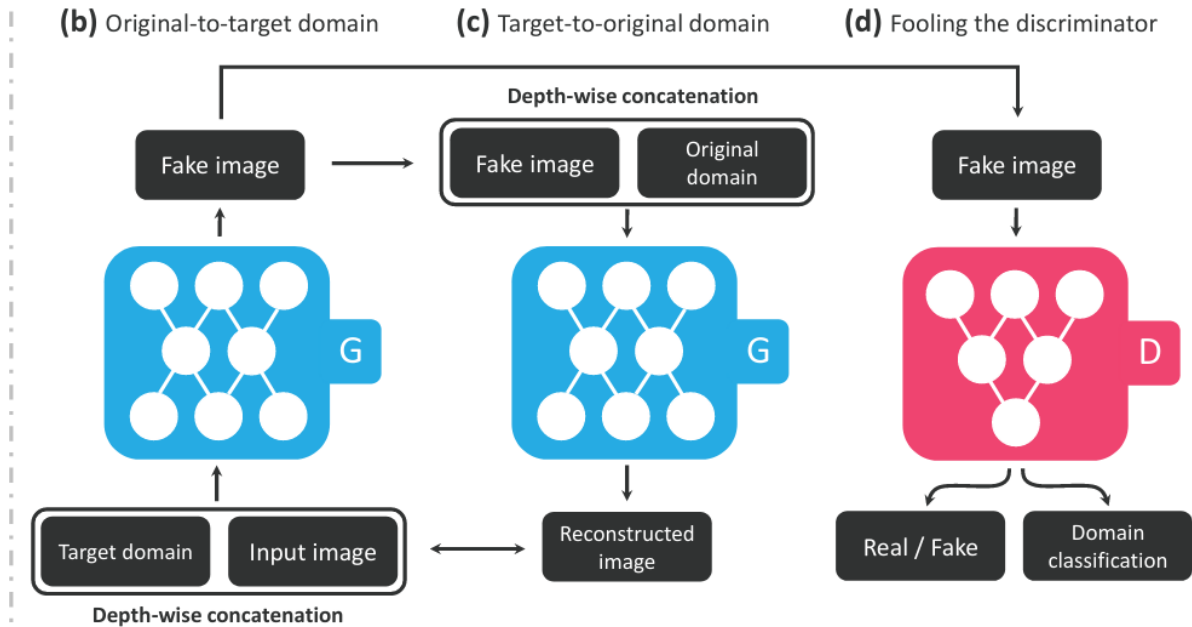 (b) Original-to-target domain
(c) Target-to-original domain
(d) Fooling the discriminator
Depth-wise concatenation
Fake image
Fake image
Original
domain
Fake image
G
G
D
Target domain
Input image
Reconstructed
image
Real / Fake
Domain
classification
Depth-wise concatenation